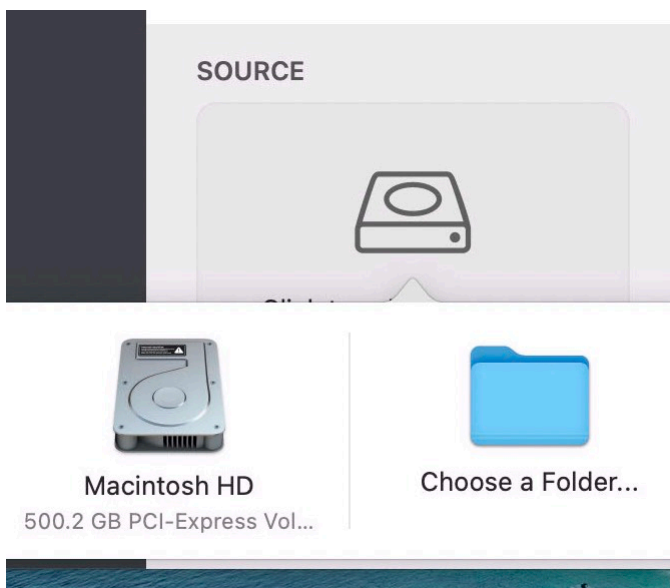 SOURCE
Macintosh HD
500.2 GB PCI-Express Vol...
Choose a Folder...